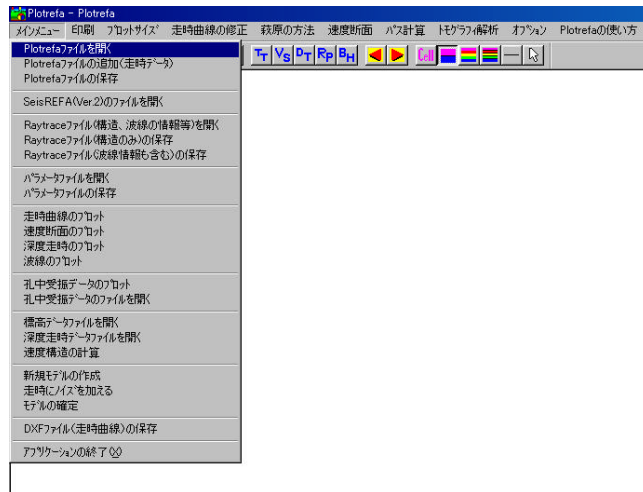 Plotrefa - Plotrefa
メインメニュー 印刷 プロットサイズ 走時曲線の修正 萩原の方法 速度断面 パス計算 トモグラフィ解析 オプション Plotrefaの使い方
TT VS DT RP BH Cell
Plotrefaファイルを開く
Plotrefaファイルの追加(走時データ)
Plotrefaファイルの保存
SeisREFA(Ver.2)のファイルを開く
Raytraceファイル(構造、波線の情報等)を開く
Raytraceファイル(構造のみ)の保存
Raytraceファイル(波線情報も含む)の保存
パラメータファイルを開く
パラメータファイルの保存
走時曲線のプロット
速度断面のプロット
深度走時のプロット
波線のプロット
孔中受振データのプロット
孔中受振データのファイルを開く
標高データファイルを開く
深度走時データファイルを開く
速度構造の計算
新規モデルの作成
走時にノイズを加える
モデルの確定
DXFファイル(走時曲線)の保存
アプリケーションの終了(X)